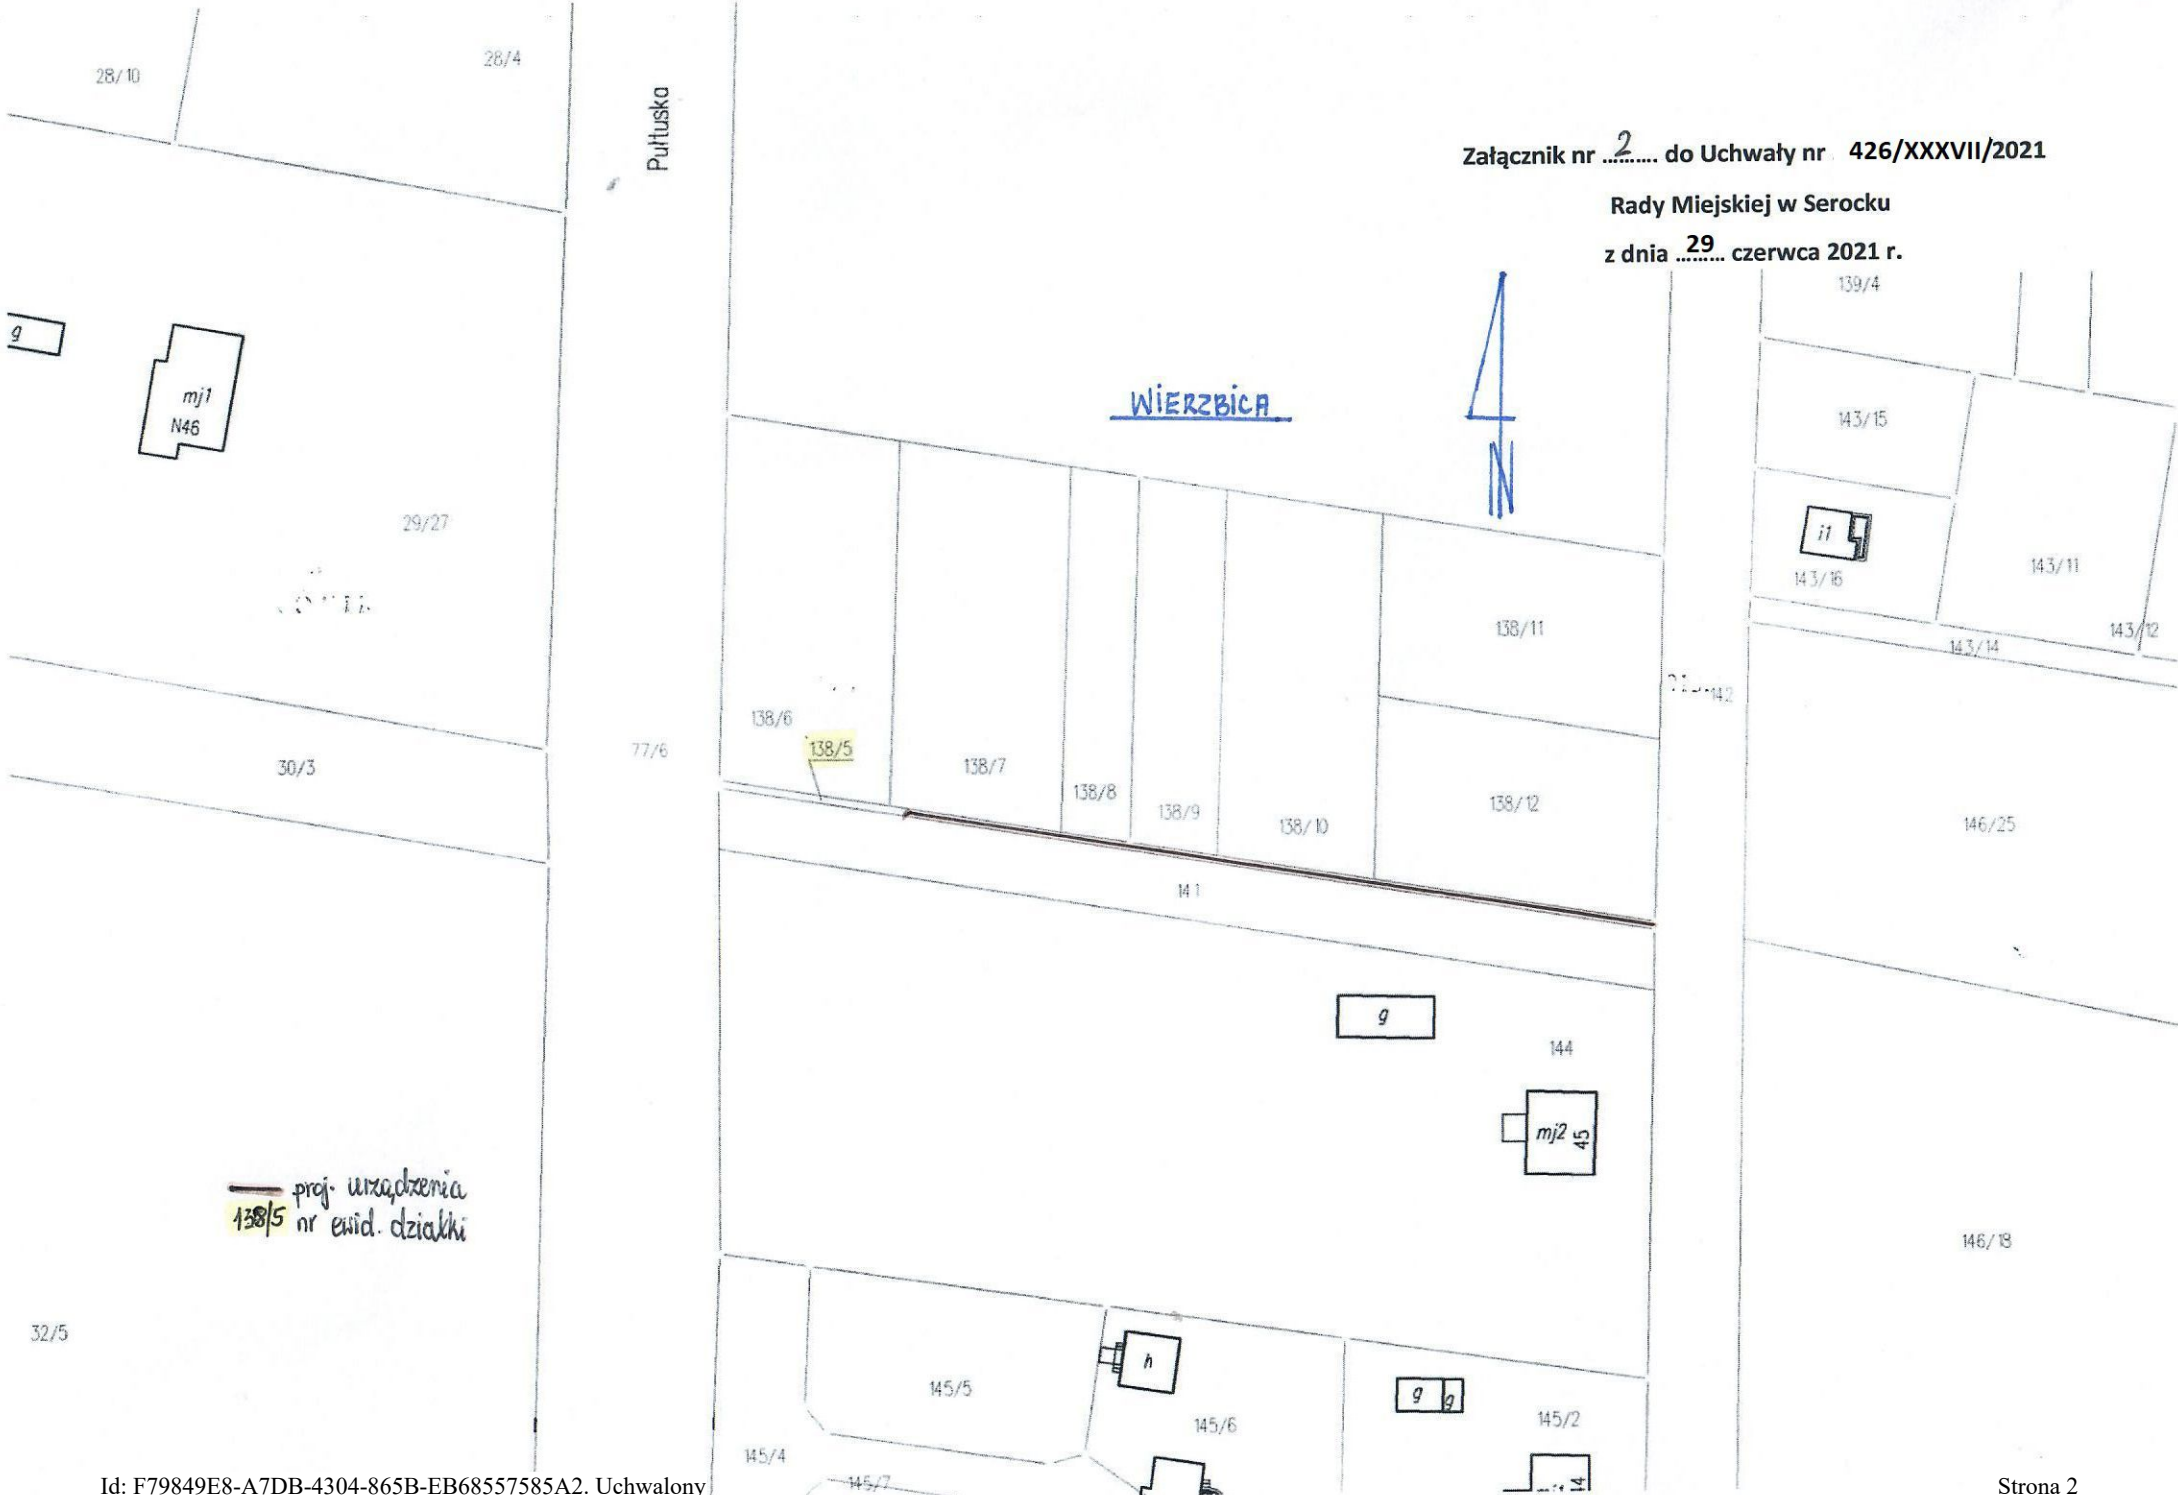 28/10
28/4
Pułtuska
Załącznik nr ...2... do Uchwały nr 426/XXXVII/2021
Rady Miejskiej w Serocku
z dnia ...29... czerwca 2021 r.
139/4
g
mj1
N46
WIERZBICA
N
143/15
29/27
i1
143/16
143/11
138/11
143/12
143/14
142
138/6
138/5
77/6
30/3
138/7
138/8
138/9
138/10
138/12
146/25
141
g
144
mj2
45
proj. urządzenia
138/5 nr ewid. działki
146/18
32/5
h
145/5
g
g
145/6
145/2
145/4
145/7
Id: F79849E8-A7DB-4304-865B-EB68557585A2. Uchwalony
Strona 2